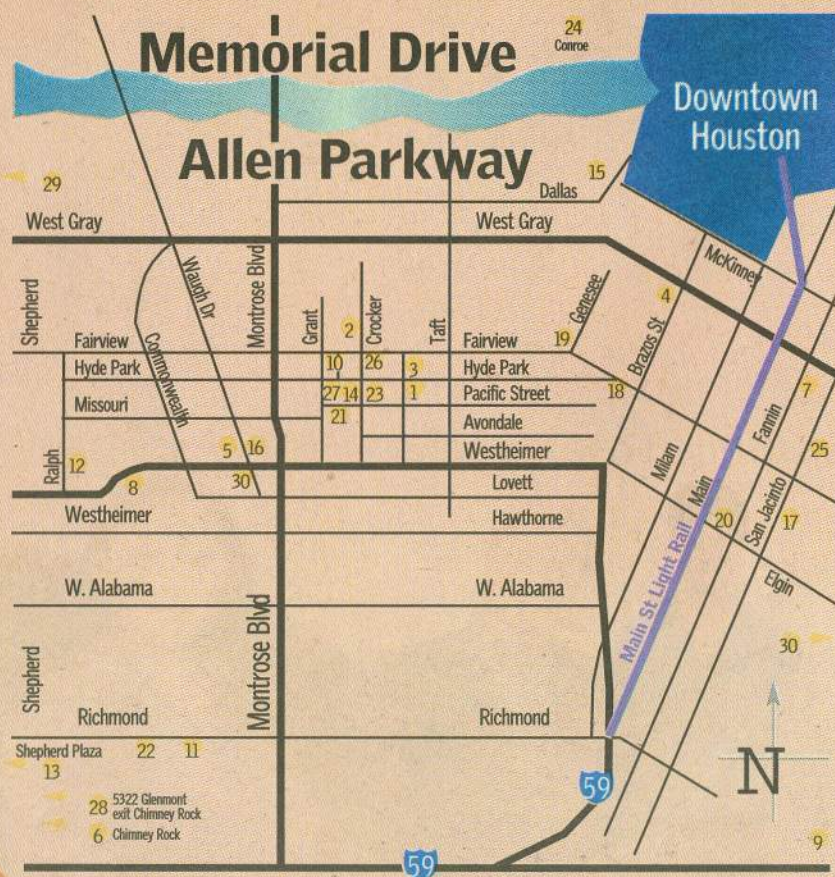 24
Conroe
Memorial Drive
Downtown
Houston
Allen Parkway
15
29
Dallas
West Gray
West Gray
McKinney
Shepherd
Waugh Dr
Montrose Blvd
Grant
2
Crocker
Taft
Genesee
4
Brazos St
Fairview
Commonwealth
Fairview
19
Hyde Park
10
26
3
Hyde Park
27
14
23
1
Pacific Street
18
7
Missouri
21
Avondale
Fannin
5
16
Westheimer
25
Ralph
12
8
30
Lovett
Milam
Main
San Jacinto
Westheimer
Hawthorne
20
17
Main St Light Rail
W. Alabama
W. Alabama
Elgin
30
Shepherd
Montrose Blvd
Richmond
Richmond
Shepherd Plaza
22
11
13
N
28
5322 Glenmont
exit Chimney Rock
6
Chimney Rock
59
9
59